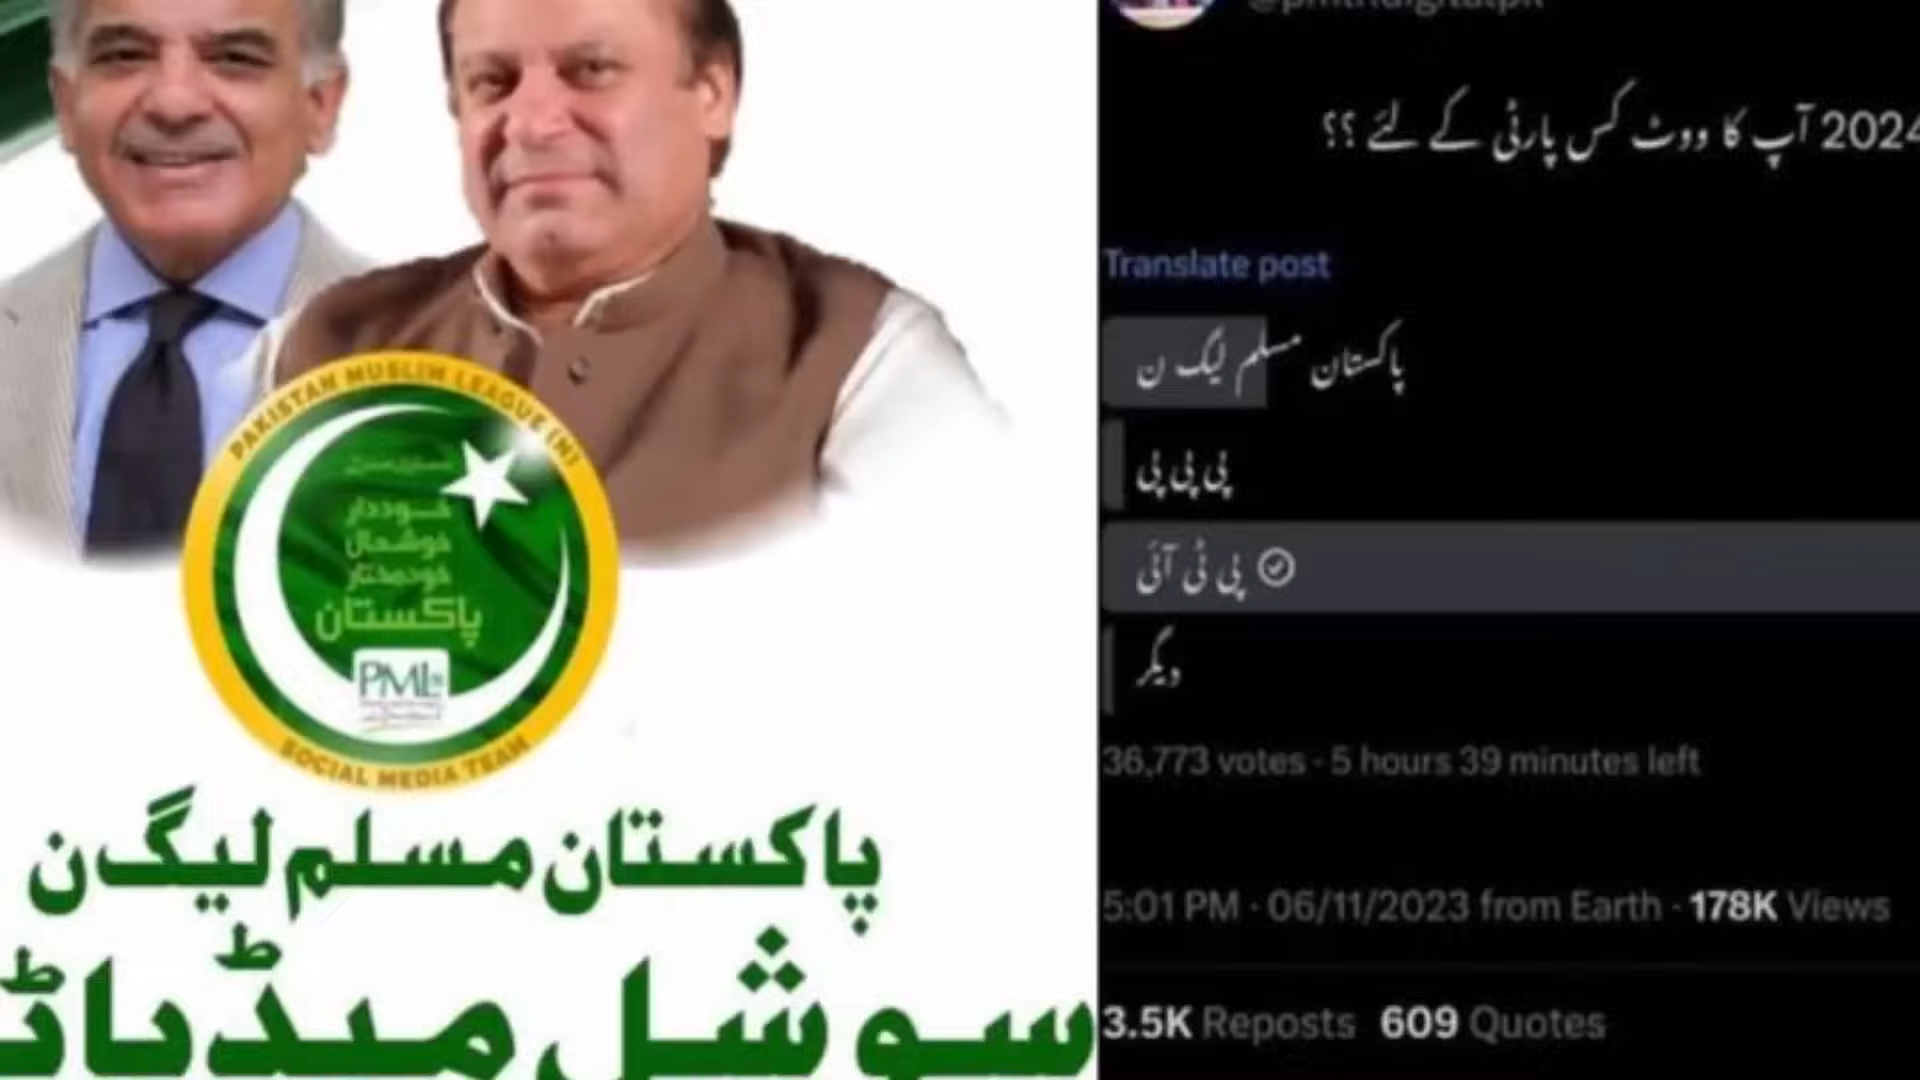 PAKISTAN MUSLIM LEAGUE (N)
خوددار
خوشحال
خودمختار
پاکستان
PML
SOCIAL MEDIA TEAM
پاکستان مسلم لیگ ن
سوشل میڈیا
2024 آپ کا ووٹ کس پارٹی کے لئے ؟؟
Translate post
پاکستان مسلم لیگ ن
پی پی پی
پی ٹی آئی
دیگر
36,773 votes · 5 hours 39 minutes left
5:01 PM · 06/11/2023 from Earth · 178K Views
3.5K Reposts 609 Quotes